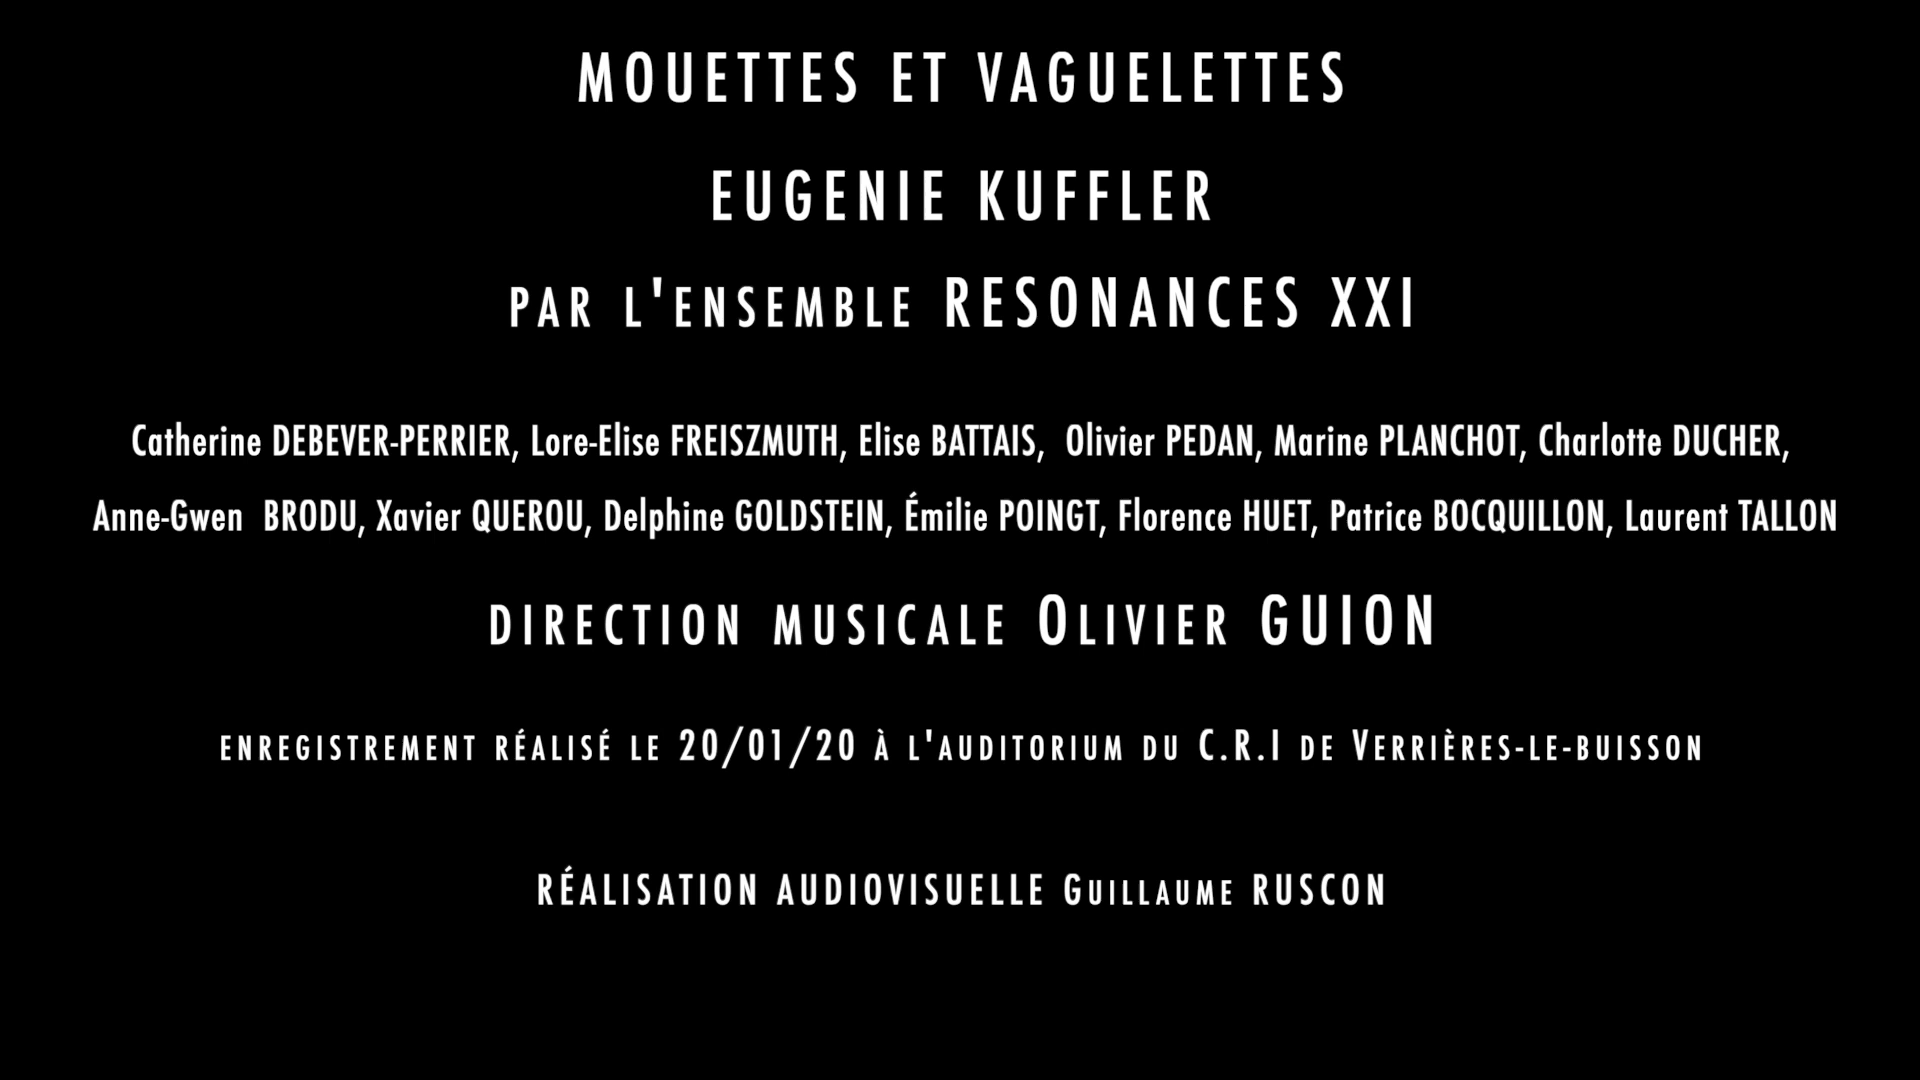 MOUETTES ET VAGUELETTES
EUGENIE KUFFLER
PAR L'ENSEMBLE RESONANCES XXI
Catherine DEBEVER-PERRIER, Lore-Elise FREISZMUTH, Elise BATTAIS, Olivier PEDAN, Marine PLANCHOT, Charlotte DUCHER,
Anne-Gwen BRODU, Xavier QUEROU, Delphine GOLDSTEIN, Émilie POINGT, Florence HUET, Patrice BOCQUILLON, Laurent TALLON
DIRECTION MUSICALE OLIVIER GUION
ENREGISTREMENT RÉALISÉ LE 20/01/20 À L'AUDITORIUM DU C.R.I DE VERRIÈRES-LE-BUISSON
RÉALISATION AUDIOVISUELLE GUILLAUME RUSCON